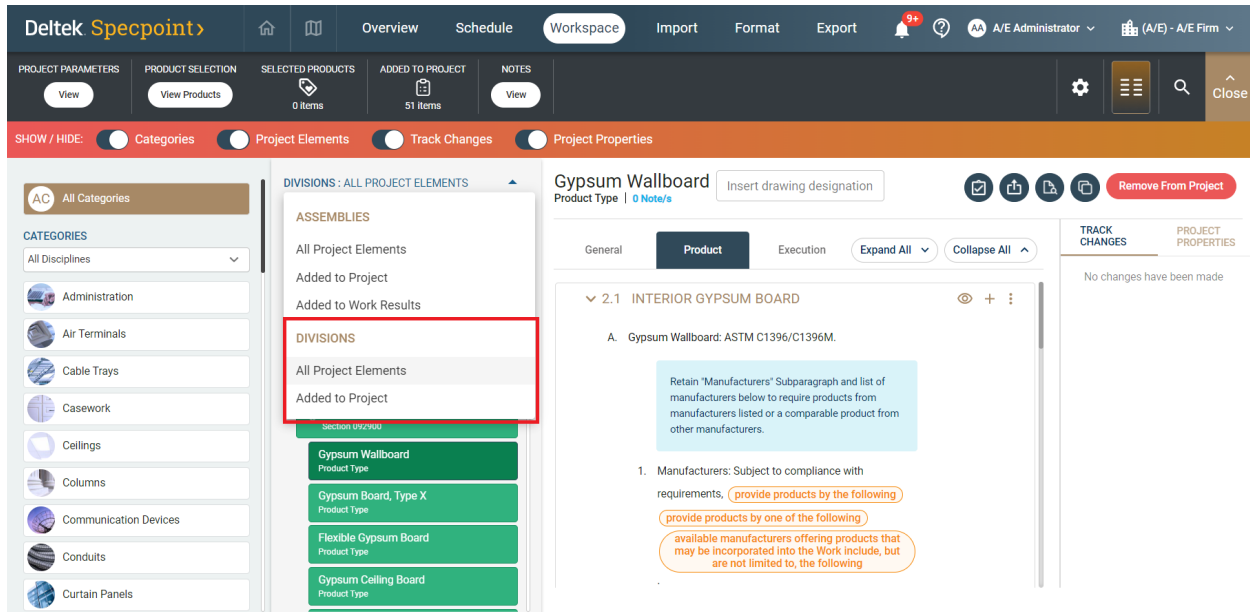 Deltek. Specpoint
Overview
Schedule
Workspace
Import
Format
Export
9+
AA
A/E Administrator
(A/E) - A/E Firm
PROJECT PARAMETERS
View
PRODUCT SELECTION
View Products
SELECTED PRODUCTS
0 items
ADDED TO PROJECT
51 items
NOTES
View
Close
SHOW / HIDE:
Categories
Project Elements
Track Changes
Project Properties
AC
All Categories
CATEGORIES
All Disciplines
Administration
Air Terminals
Cable Trays
Casework
Ceilings
Columns
Communication Devices
Conduits
Curtain Panels
DIVISIONS : ALL PROJECT ELEMENTS
ASSEMBLIES
All Project Elements
Added to Project
Added to Work Results
DIVISIONS
All Project Elements
Added to Project
Section 092900
Gypsum Wallboard
Product Type
Gypsum Board, Type X
Product Type
Flexible Gypsum Board
Product Type
Gypsum Ceiling Board
Product Type
Gypsum Wallboard
Product Type | 0 Note/s
Insert drawing designation
Remove From Project
General
Product
Execution
Expand All
Collapse All
2.1 INTERIOR GYPSUM BOARD
A. Gypsum Wallboard: ASTM C1396/C1396M.
Retain "Manufacturers" Subparagraph and list of
manufacturers below to require products from
manufacturers listed or a comparable product from
other manufacturers.
1. Manufacturers: Subject to compliance with
requirements, provide products by the following
provide products by one of the following
available manufacturers offering products that
may be incorporated into the Work include, but
are not limited to, the following
.
TRACK
CHANGES
PROJECT
PROPERTIES
No changes have been made